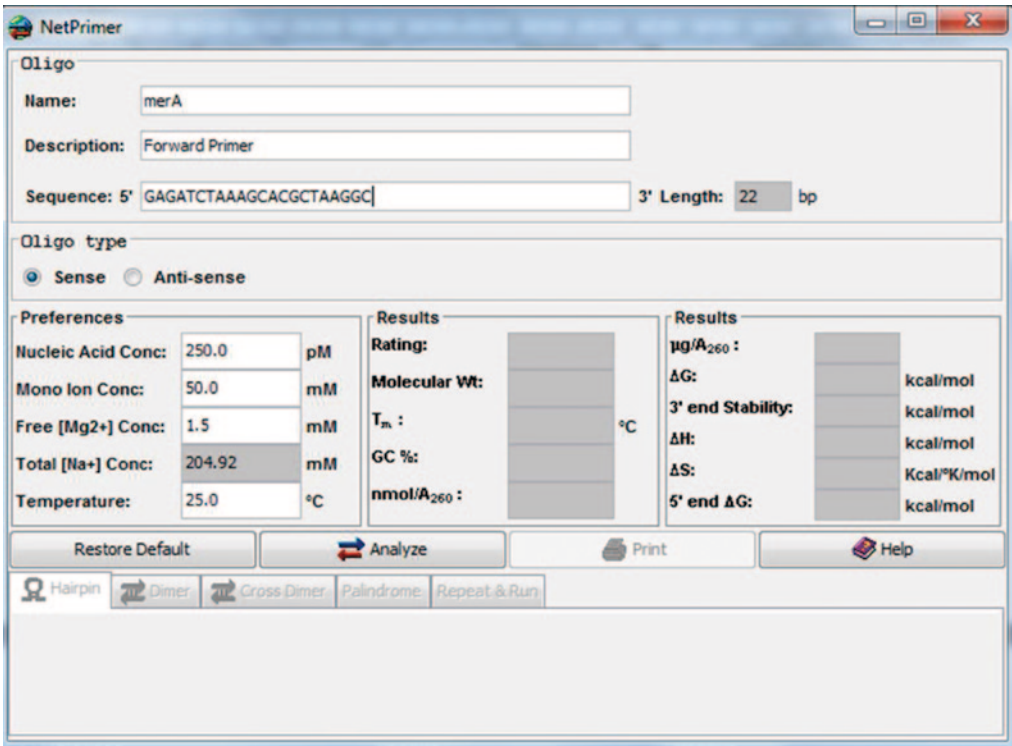 NetPrimer
Oligo
Name: merA
Description: Forward Primer
Sequence: 5' GAGATCTAAAGCACGCTAAGGC 3' Length: 22 bp
Oligo type
Sense Anti-sense
Preferences
Nucleic Acid Conc: 250.0 pM
Mono Ion Conc: 50.0 mM
Free [Mg2+] Conc: 1.5 mM
Total [Na+] Conc: 204.92 mM
Temperature: 25.0 °C
Results
Rating:
Molecular Wt:
Tm : °C
GC %:
nmol/A260 :
Results
µg/A260 :
ΔG: kcal/mol
3' end Stability: kcal/mol
ΔH: kcal/mol
ΔS: Kcal/°K/mol
5' end ΔG: kcal/mol
Restore Default Analyze Print Help
Hairpin Dimer Cross Dimer Palindrome Repeat & Run